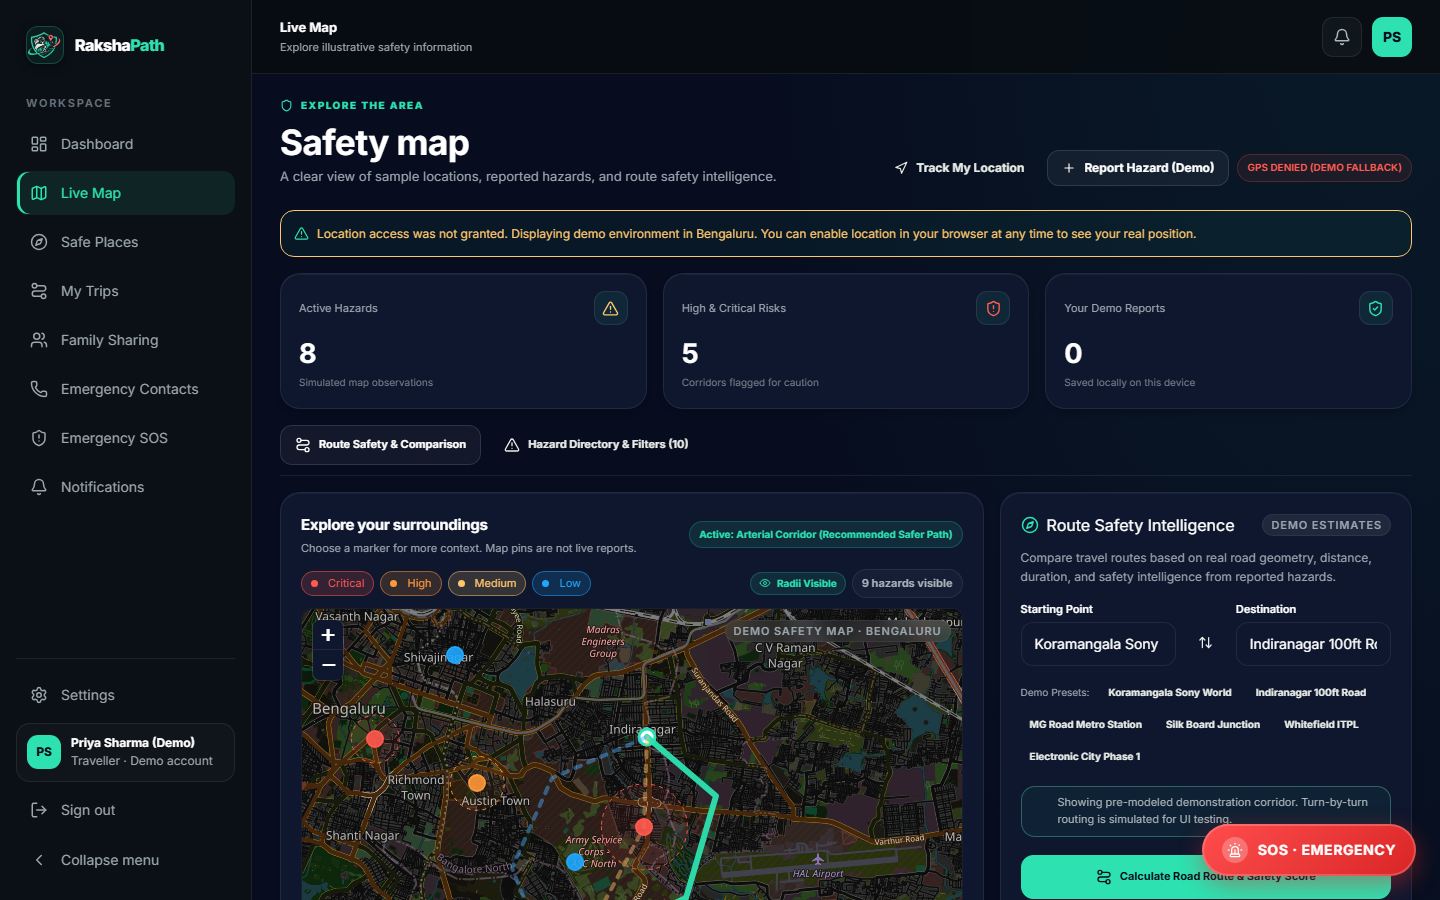 RakshaPath
WORKSPACE
Dashboard
Live Map
Safe Places
My Trips
Family Sharing
Emergency Contacts
Emergency SOS
Notifications
Settings
PS
Priya Sharma (Demo)
Traveller · Demo account
Sign out
Collapse menu
Live Map
Explore illustrative safety information
PS
EXPLORE THE AREA
Safety map
A clear view of sample locations, reported hazards, and route safety intelligence.
Track My Location
Report Hazard (Demo)
GPS DENIED (DEMO FALLBACK)
Location access was not granted. Displaying demo environment in Bengaluru. You can enable location in your browser at any time to see your real position.
Active Hazards
8
Simulated map observations
High & Critical Risks
5
Corridors flagged for caution
Your Demo Reports
0
Saved locally on this device
Route Safety & Comparison
Hazard Directory & Filters (10)
Explore your surroundings
Choose a marker for more context. Map pins are not live reports.
Active: Arterial Corridor (Recommended Safer Path)
Critical
High
Medium
Low
Radii Visible
9 hazards visible
+
−
DEMO SAFETY MAP · BENGALURU
Vasanth Nagar
Madras
Engineers
Group
C V Raman
Nagar
Suranjandas Road
Halasuru
Bengaluru
Richmond
Town
Austin Town
Shanti Nagar
Army Service
Corps -
Bangalore North
Varthur Road
HAL Airport
Road
Route Safety Intelligence
DEMO ESTIMATES
Compare travel routes based on real road geometry, distance,
duration, and safety intelligence from reported hazards.
Starting Point
Destination
Koramangala Sony
Indiranagar 100ft
Demo Presets:
Koramangala Sony World
Indiranagar 100ft Road
MG Road Metro Station
Silk Board Junction
Whitefield ITPL
Electronic City Phase 1
Showing pre-modeled demonstration corridor. Turn-by-turn
routing is simulated for UI testing.
SOS · EMERGENCY
Calculate Road Route & Safety Score